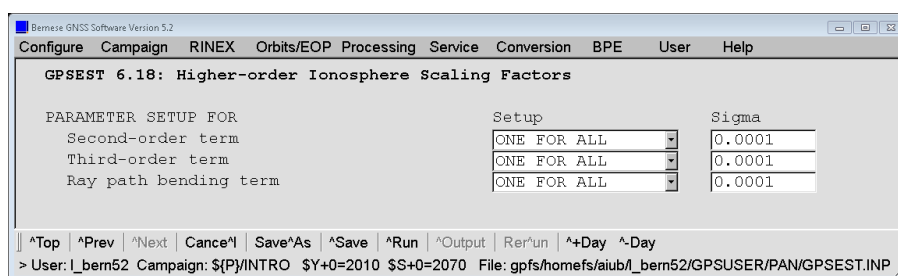 Bernese GNSS Software Version 5.2
Configure Campaign RINEX Orbits/EOP Processing Service Conversion BPE User Help
GPSEST 6.18: Higher-order Ionosphere Scaling Factors
PARAMETER SETUP FOR Setup Sigma
Second-order term ONE FOR ALL 0.0001
Third-order term ONE FOR ALL 0.0001
Ray path bending term ONE FOR ALL 0.0001
^Top | ^Prev | ^Next | Cance^l | Save^As | ^Save | ^Run | ^Output | Rer^un | ^+Day ^-Day
> User: l_bern52 Campaign: ${P}/INTRO $Y+0=2010 $S+0=2070 File: gpfs/homefs/aiub/l_bern52/GPSUSER/PAN/GPSEST.INP